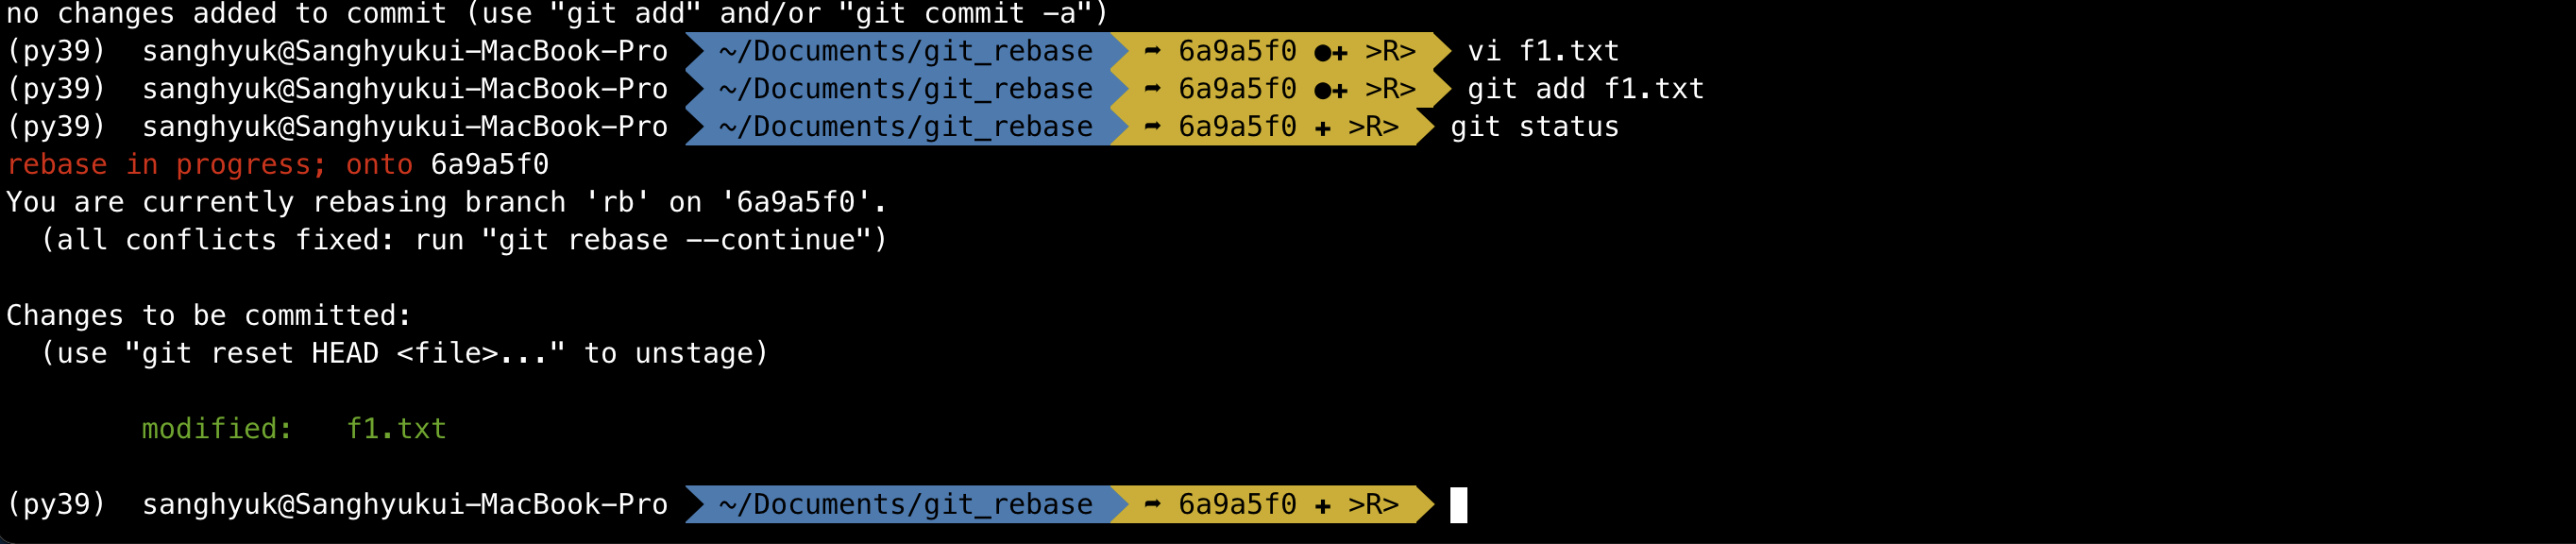 no changes added to commit (use "git add" and/or "git commit -a")
(py39)  sanghyuk@Sanghyukui-MacBook-Pro  ~/Documents/git_rebase  ➦ 6a9a5f0 ●✚ >R>  vi f1.txt
(py39)  sanghyuk@Sanghyukui-MacBook-Pro  ~/Documents/git_rebase  ➦ 6a9a5f0 ●✚ >R>  git add f1.txt
(py39)  sanghyuk@Sanghyukui-MacBook-Pro  ~/Documents/git_rebase  ➦ 6a9a5f0 ✚ >R>  git status
rebase in progress; onto 6a9a5f0
You are currently rebasing branch 'rb' on '6a9a5f0'.
  (all conflicts fixed: run "git rebase --continue")
Changes to be committed:
  (use "git reset HEAD <file>..." to unstage)
        modified:   f1.txt
(py39)  sanghyuk@Sanghyukui-MacBook-Pro  ~/Documents/git_rebase  ➦ 6a9a5f0 ✚ >R>